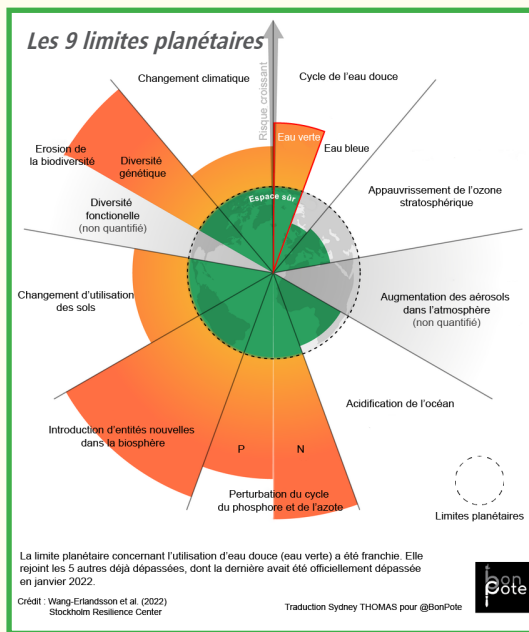 Les 9 limites planétaires
Changement climatique
Risque croissant
Cycle de l'eau douce
Eau verte
Eau bleue
Erosion de
la biodiversité
Diversité
génétique
Diversité
fonctionelle
(non quantifié)
Espace sûr
Appauvrissement de l'ozone
stratosphérique
Changement d'utilisation
des sols
Augmentation des aérosols
dans l'atmosphère
(non quantifié)
Introduction d'entités nouvelles
dans la biosphère
P
N
Acidification de l'océan
Perturbation du cycle
du phosphore et de l'azote
Limites planétaires
La limite planétaire concernant l'utilisation d'eau douce (eau verte) a été franchie. Elle
rejoint les 5 autres déjà dépassées, dont la dernière avait été officiellement dépassée
en janvier 2022.
Crédit : Wang-Erlandsson et al. (2022)
Stockholm Resilience Center
Traduction Sydney THOMAS pour @BonPote
bon
pote